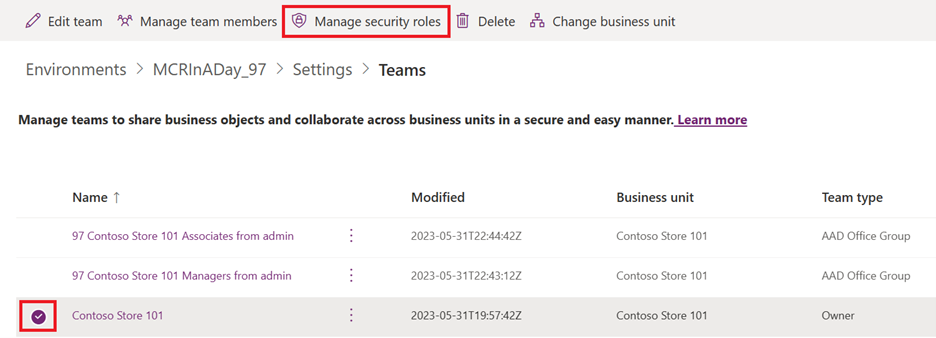 Edit team Manage team members Manage security roles Delete Change business unit
Environments > MCRInADay_97 > Settings > Teams
Manage teams to share business objects and collaborate across business units in a secure and easy manner. Learn more
Name ↑ Modified Business unit Team type
97 Contoso Store 101 Associates from admin 2023-05-31T22:44:42Z Contoso Store 101 AAD Office Group
97 Contoso Store 101 Managers from admin 2023-05-31T22:43:12Z Contoso Store 101 AAD Office Group
Contoso Store 101 2023-05-31T19:57:42Z Contoso Store 101 Owner